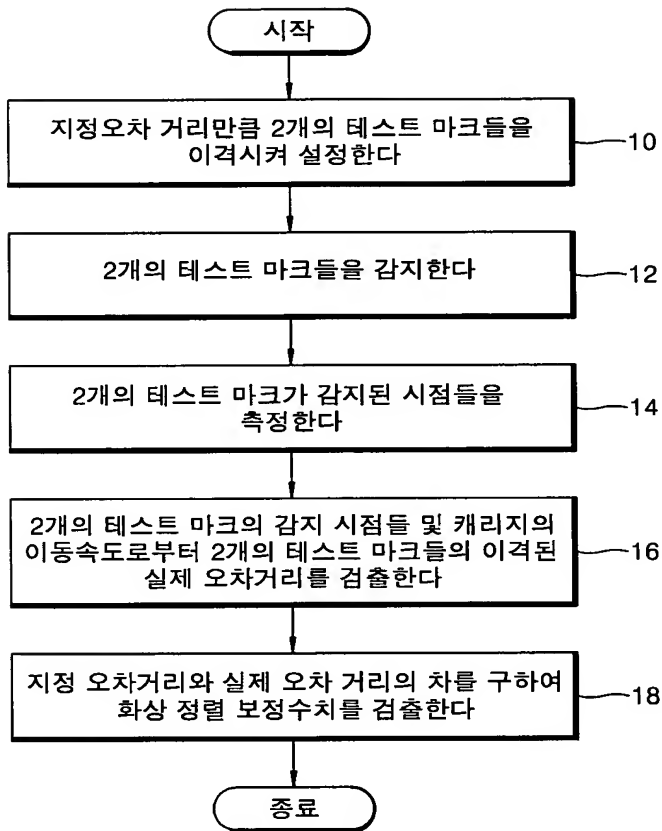 시작
지정오차 거리만큼 2개의 테스트 마크들을
이격시켜 설정한다
10
2개의 테스트 마크들을 감지한다
12
2개의 테스트 마크가 감지된 시점들을
측정한다
14
2개의 테스트 마크의 감지 시점들 및 캐리지의
이동속도로부터 2개의 테스트 마크들의 이격된
실제 오차거리를 검출한다
16
지정 오차거리와 실제 오차 거리의 차를 구하여
화상 정렬 보정수치를 검출한다
18
종료